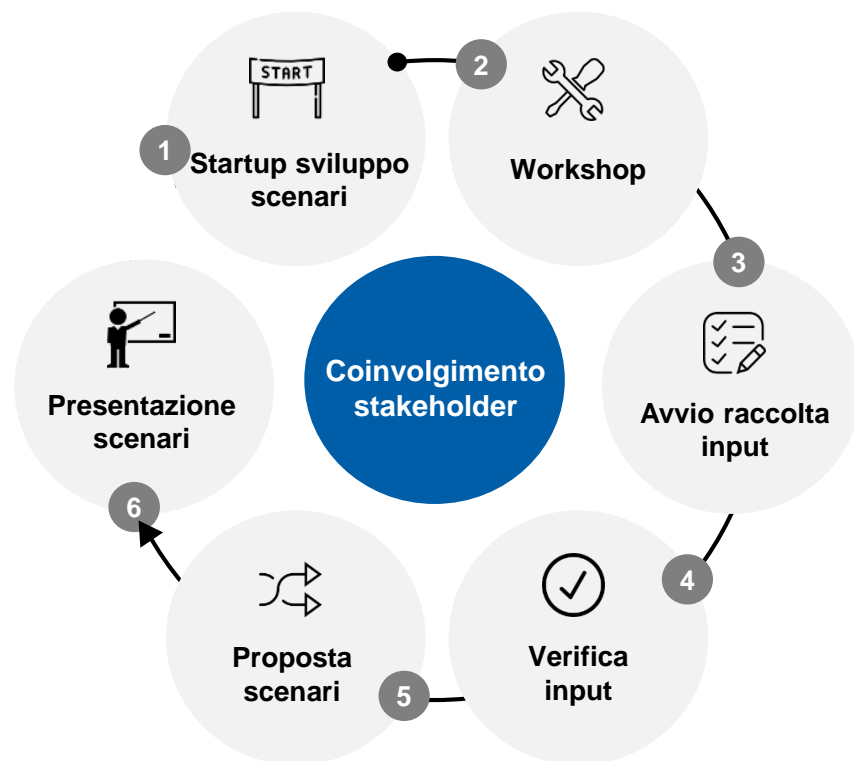 START
1
Startup sviluppo
scenari
2
Workshop
3
Avvio raccolta
input
4
Verifica
input
5
Proposta
scenari
6
Presentazione
scenari
Coinvolgimento
stakeholder